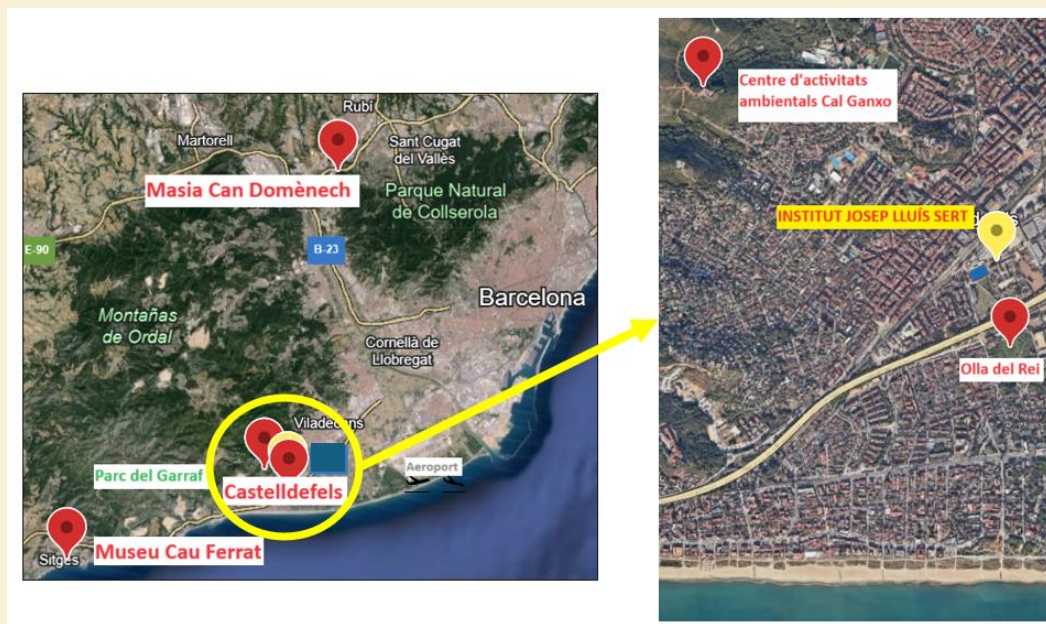 Rubí
Martorell
Sant Cugat
del Vallès
Masia Can Domènech
Parque Natural
de Collserola
E-90
B-23
Barcelona
Montañas
de Ordal
Cornellà de
Llobregat
Viladecans
Parc del Garraf
Aeroport
Castelldefels
Museu Cau Ferrat
Sitges
Centre d'activitats
ambientals Cal Ganxo
INSTITUT JOSEP LLUÍS SERT
Olla del Rei